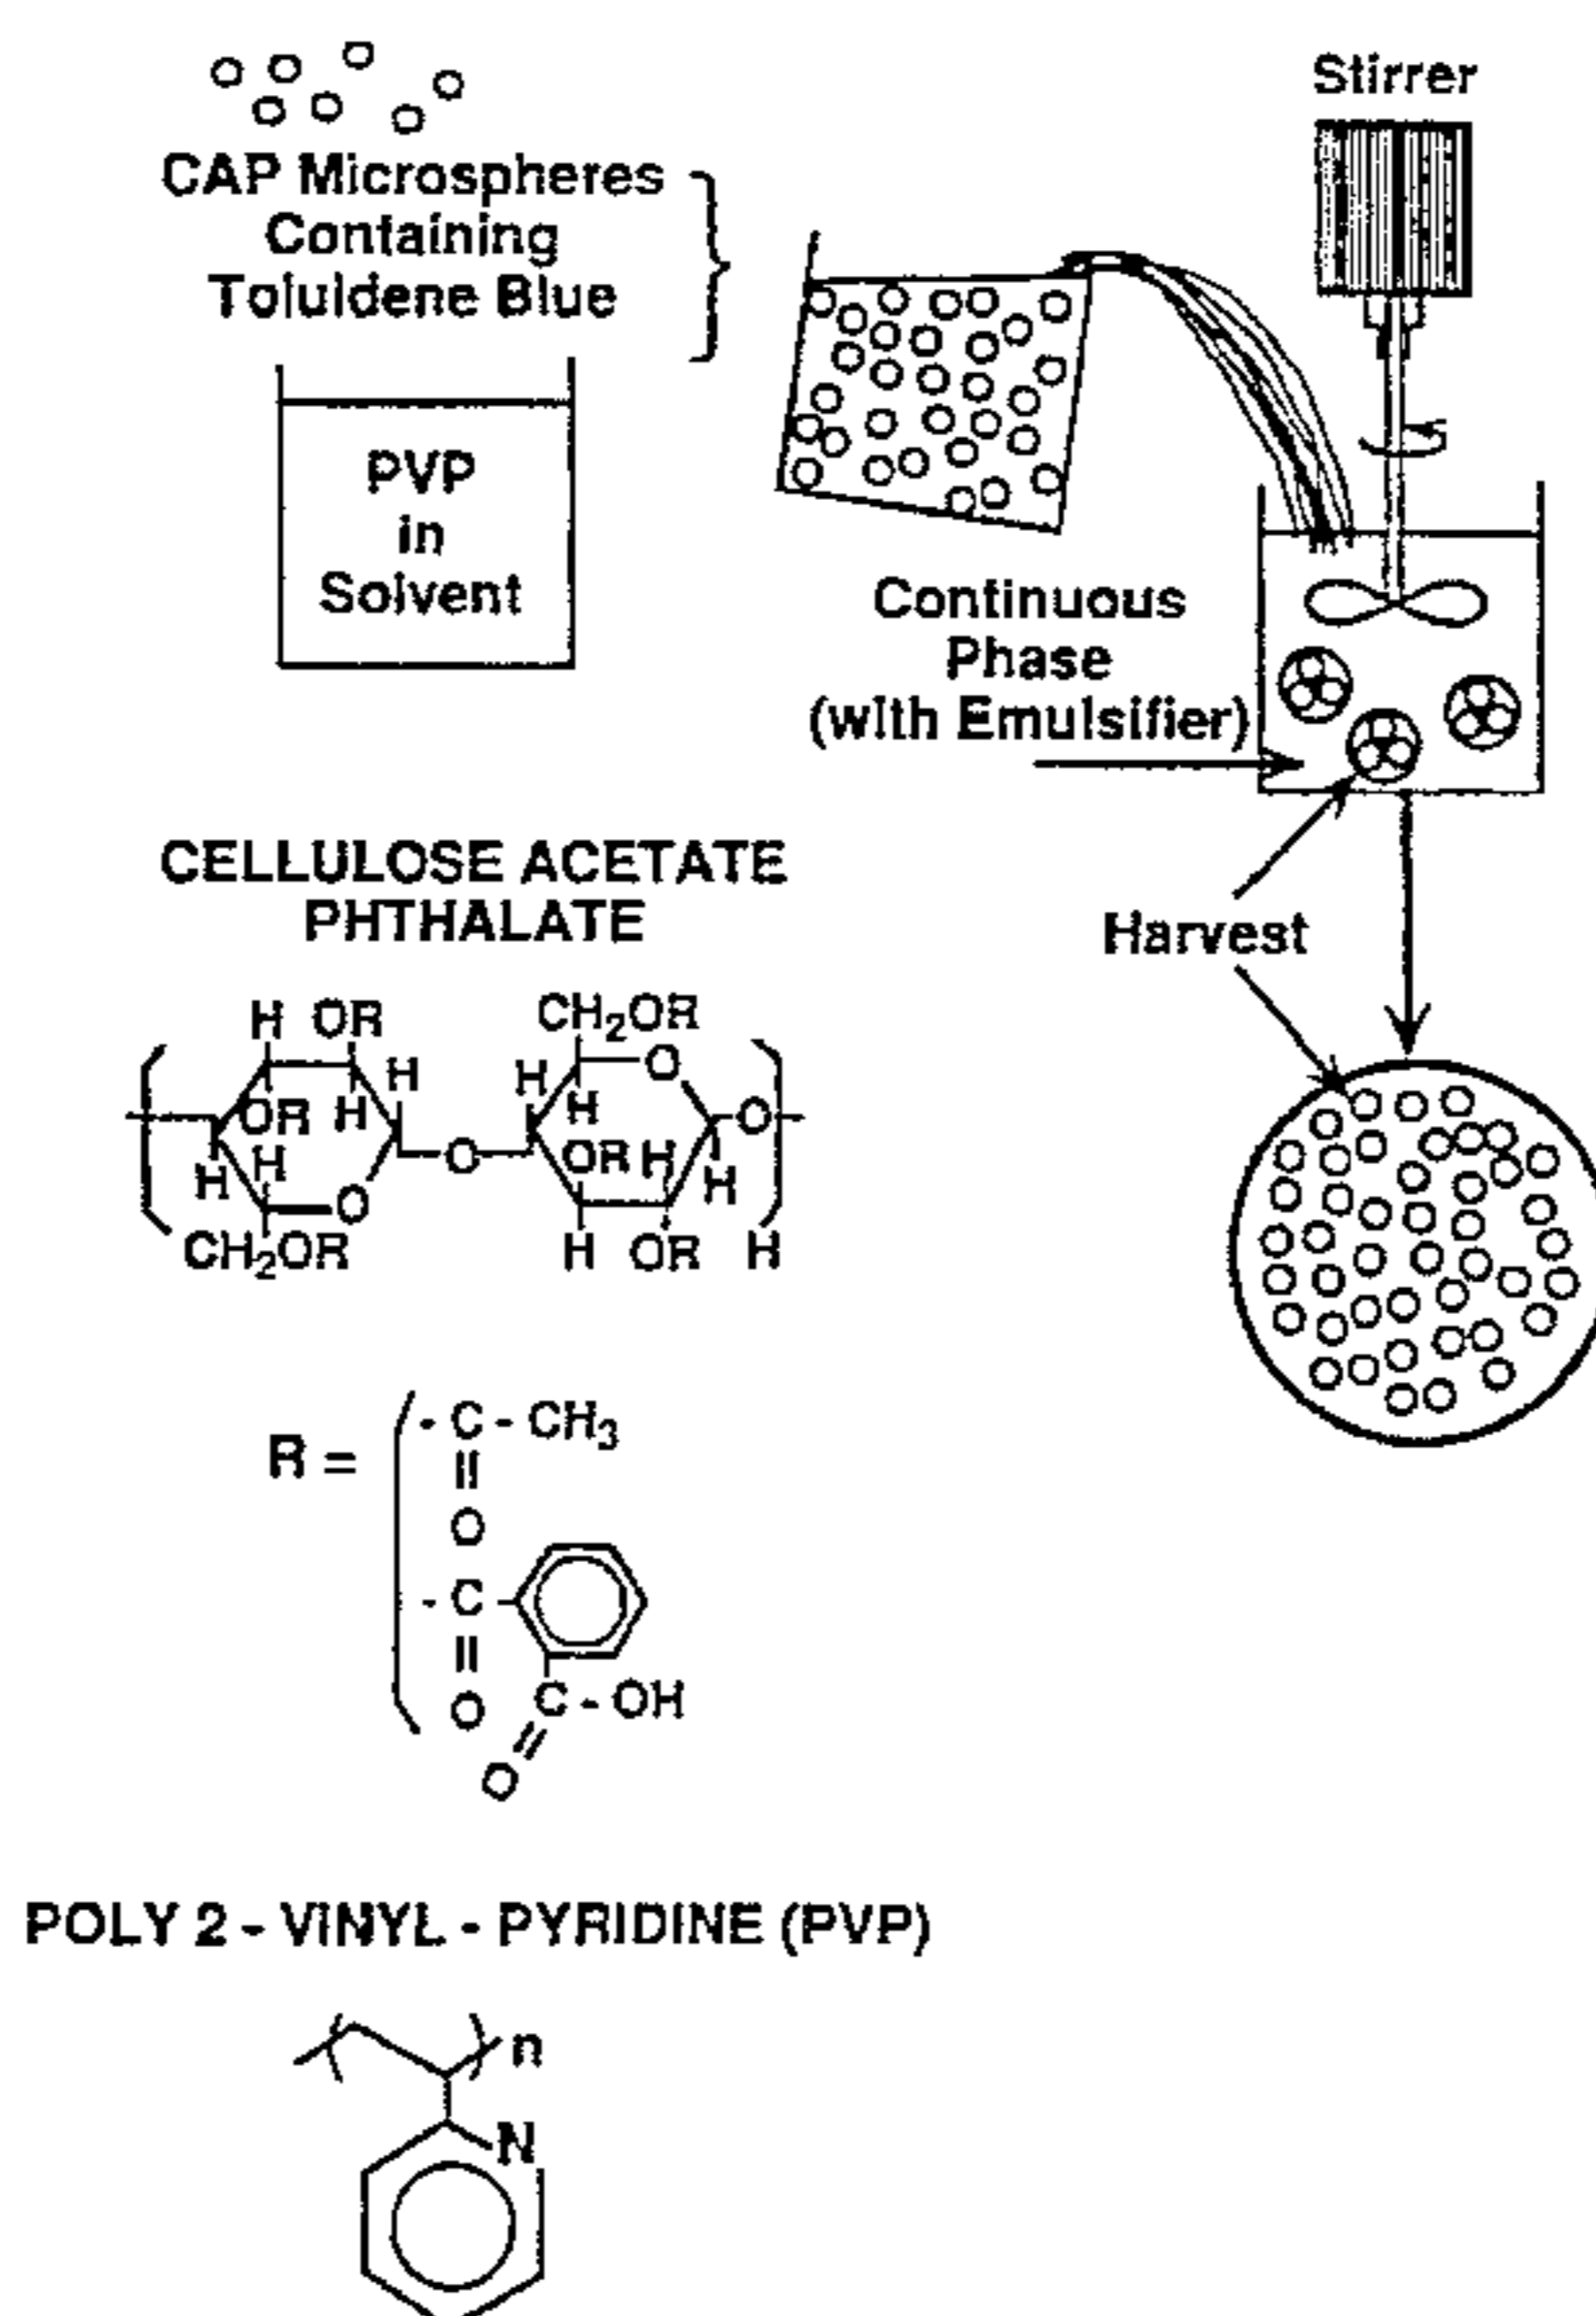 Stirrer
CAP Microspheres
Containing
Toluidene Blue
PVP
in
Solvent
Continuous
Phase
(with Emulsifier)
Harvest
CELLULOSE ACETATE
PHTHALATE
H OR
CH2OR
H
H
O
OR H
H
O
O
H
H
OR H
H
H
O
CH2OR
H OR H
R =
- C - CH3
O
- C -
O
C - OH
O
POLY 2 - VINYL - PYRIDINE (PVP)
n
N